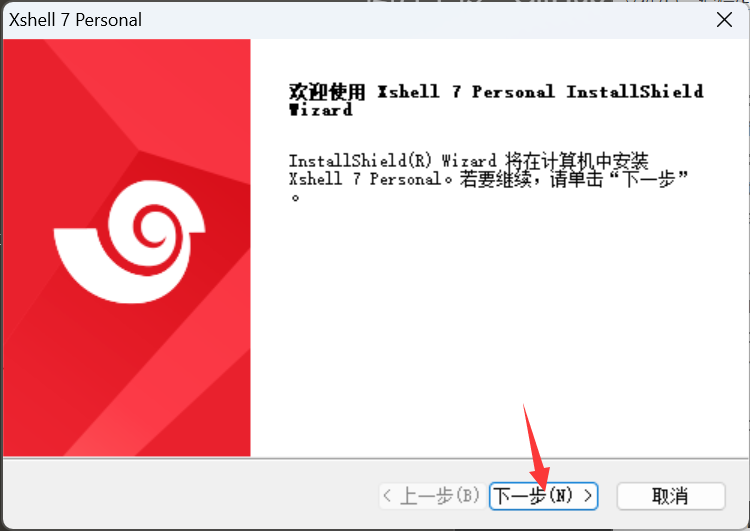 Xshell 7 Personal
欢迎使用 Xshell 7 Personal InstallShield
Wizard
InstallShield(R) Wizard 将在计算机中安装
Xshell 7 Personal。若要继续，请单击“下一步”
。
< 上一步(B)
下一步(N) >
取消